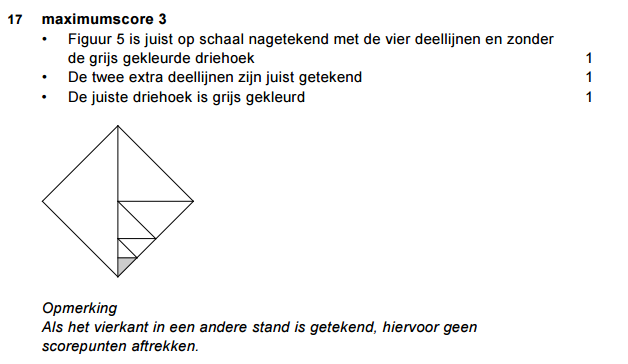 17 maximumscore 3
• Figuur 5 is juist op schaal nagetekend met de vier deellijnen en zonder
de grijs gekleurde driehoek 1
• De twee extra deellijnen zijn juist getekend 1
• De juiste driehoek is grijs gekleurd 1
Opmerking
Als het vierkant in een andere stand is getekend, hiervoor geen
scorepunten aftrekken.